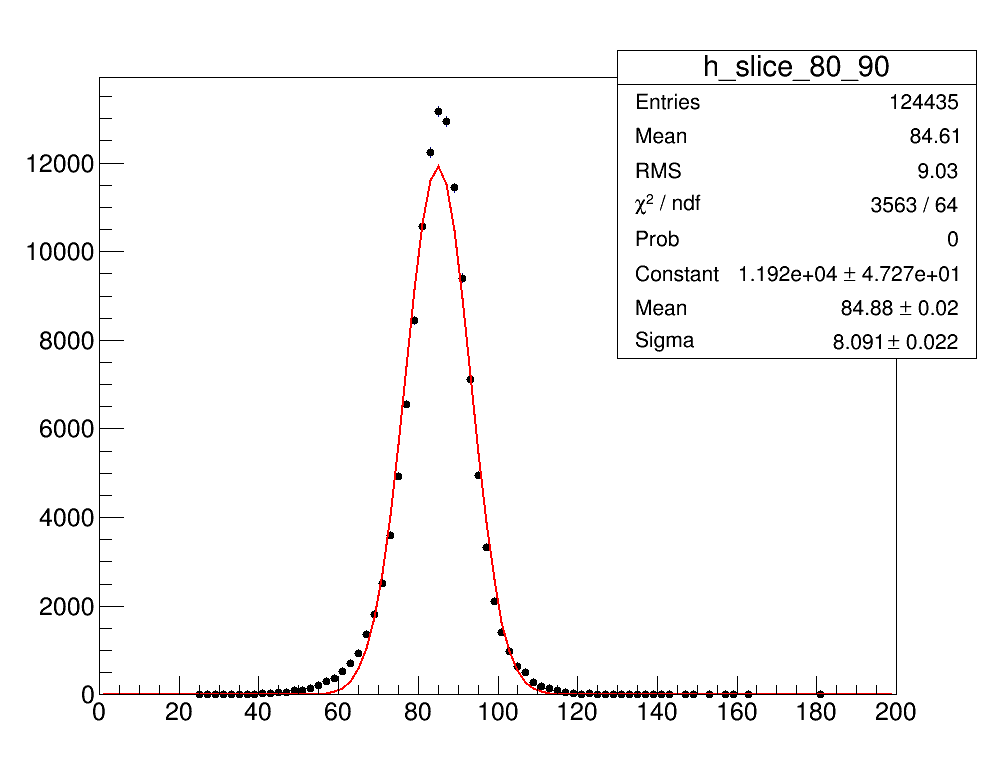 h_slice_80_90
Entries 124435
Mean 84.61
RMS 9.03
χ² / ndf 3563 / 64
Prob 0
Constant 1.192e+04 ± 4.727e+01
Mean 84.88 ± 0.02
Sigma 8.091 ± 0.022
12000
10000
8000
6000
4000
2000
0
0 20 40 60 80 100 120 140 160 180 200